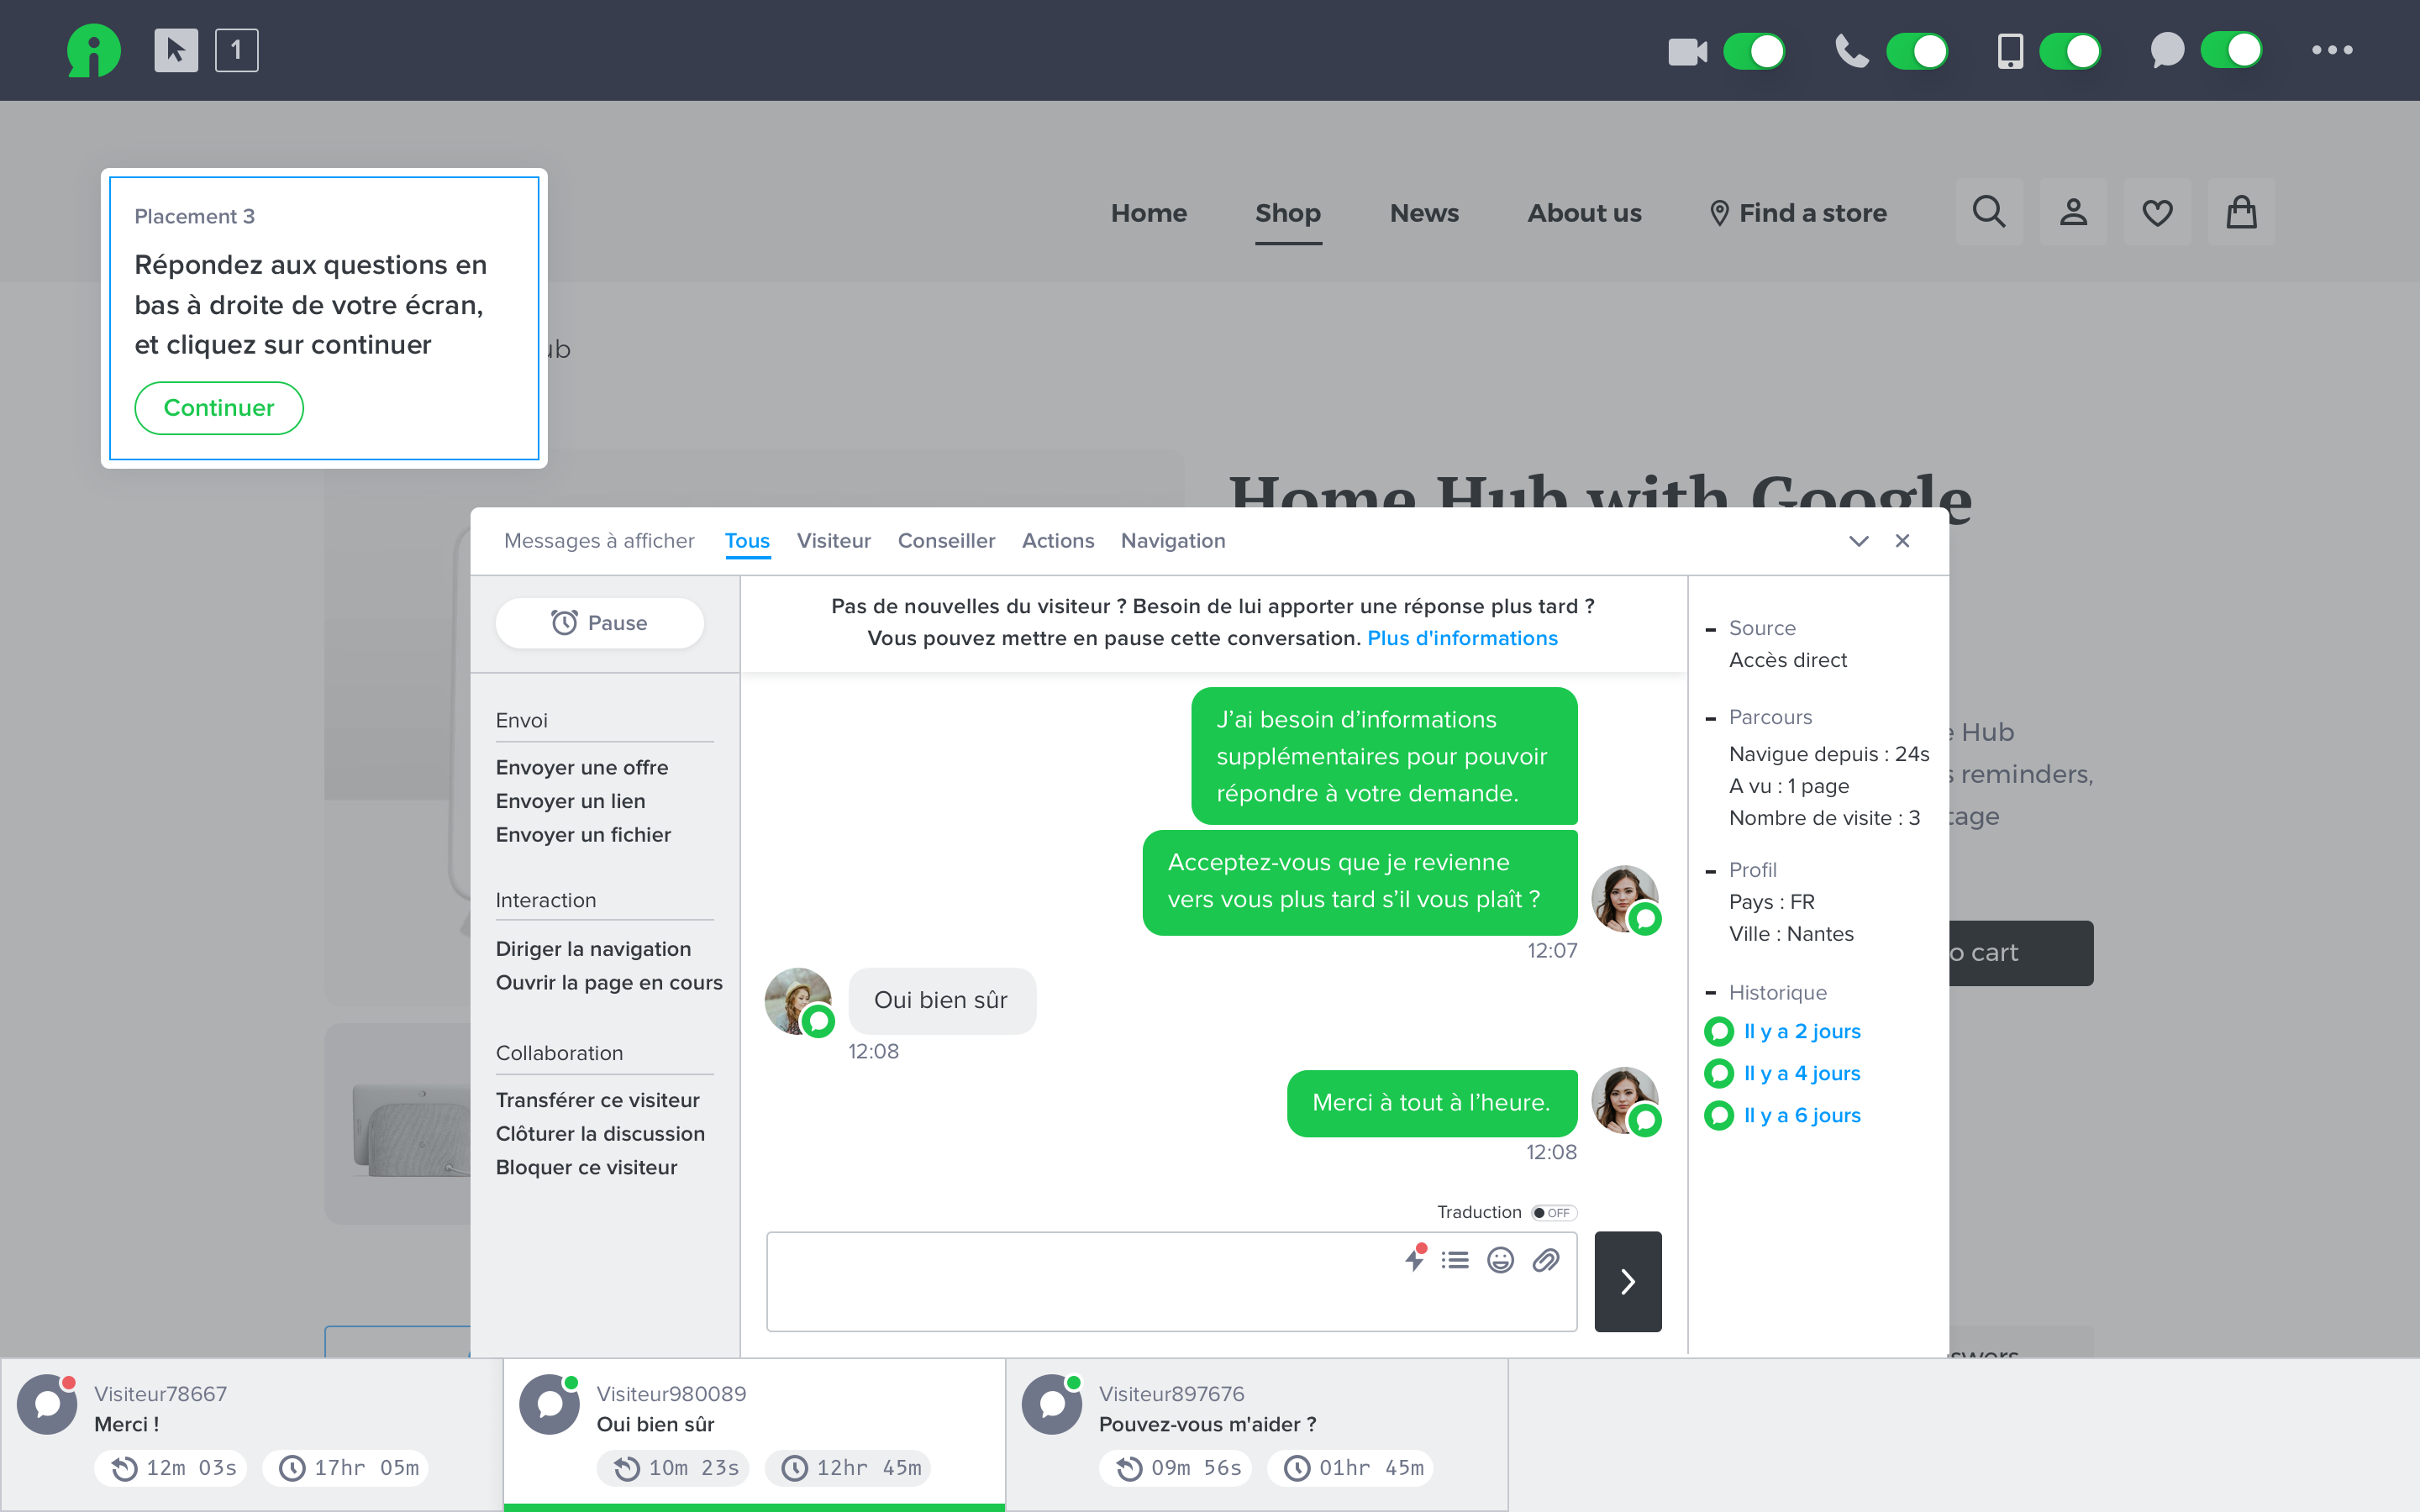 1
Home
Shop
News
About us
Find a store
Placement 3
Répondez aux questions en
bas à droite de votre écran,
et cliquez sur continuer
Continuer
ub
Home Hub with Google
Messages à afficher
Tous
Visiteur
Conseiller
Actions
Navigation
Pause
Envoi
Envoyer une offre
Envoyer un lien
Envoyer un fichier
Interaction
Diriger la navigation
Ouvrir la page en cours
Collaboration
Transférer ce visiteur
Clôturer la discussion
Bloquer ce visiteur
Pas de nouvelles du visiteur ? Besoin de lui apporter une réponse plus tard ?
Vous pouvez mettre en pause cette conversation. Plus d'informations
J’ai besoin d’informations
supplémentaires pour pouvoir
répondre à votre demande.
Acceptez-vous que je revienne
vers vous plus tard s’il vous plaît ?
12:07
Oui bien sûr
12:08
Merci à tout à l’heure.
12:08
Traduction
OFF
Source
Accès direct
Parcours
Navigue depuis : 24s
A vu : 1 page
Nombre de visite : 3
Profil
Pays : FR
Ville : Nantes
Historique
Il y a 2 jours
Il y a 4 jours
Il y a 6 jours
Hub
reminders,
tage
o cart
Visiteur78667
Merci !
12m 03s
17hr 05m
Visiteur980089
Oui bien sûr
10m 23s
12hr 45m
Visiteur897676
Pouvez-vous m'aider ?
09m 56s
01hr 45m